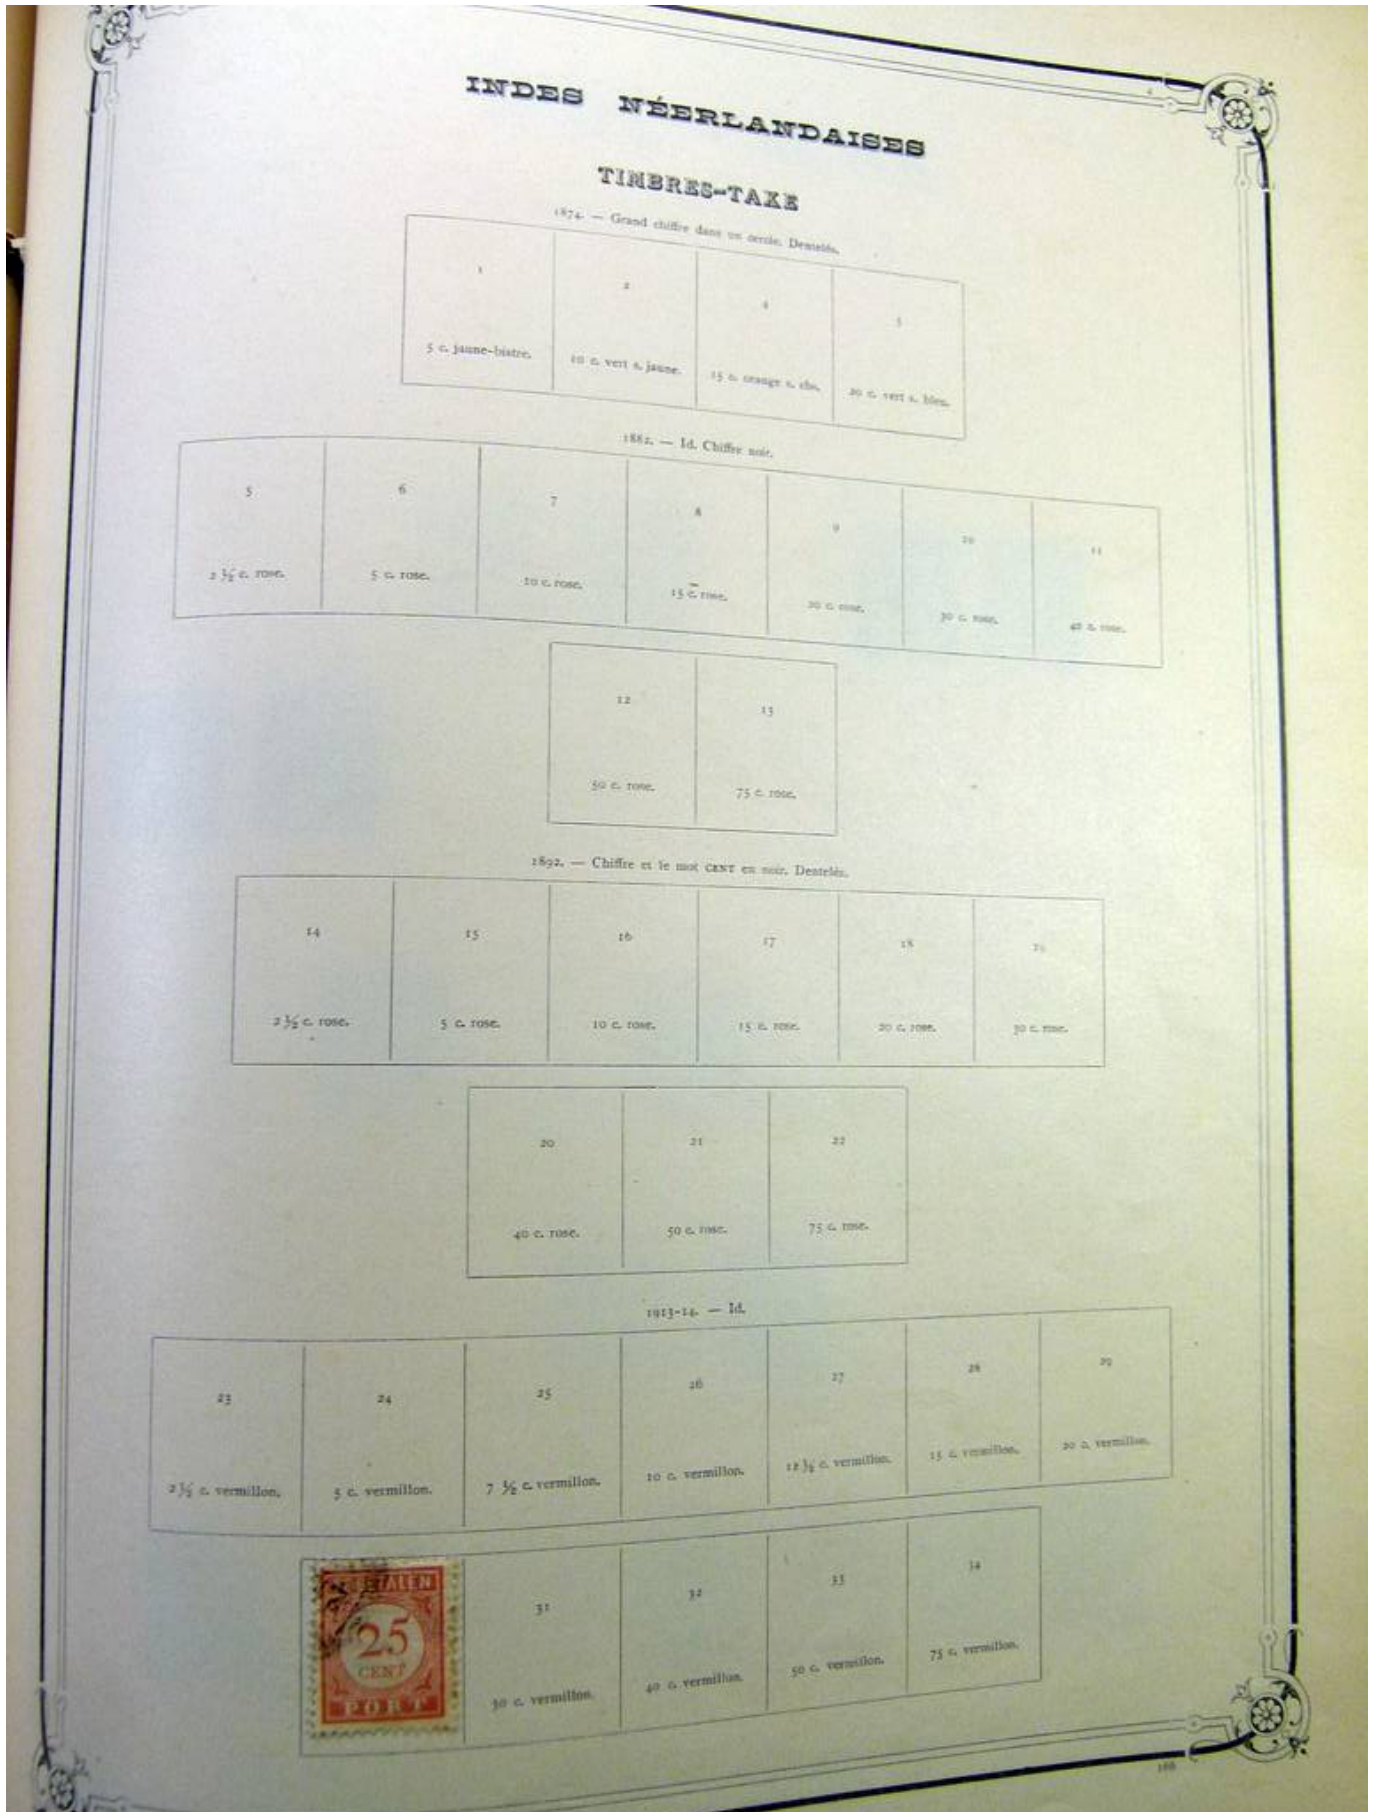 INDES NÉERLANDAISES
TIMBRES-TAXE
1874. — Grand chiffre dans un cercle. Dentelés.
1 2 3
5 c. jaune-bistre. 10 c. vert s. jaune. 15 c. orange s. 20 c. vert s. bleu.
1882. — Id. Chiffre noir.
5 6 7 8 9 10 11
2 ½ c. rose. 5 c. rose. 10 c. rose. 15 c. rose. 20 c. rose. 30 c. rose. 40 c. rose.
12 13
50 c. rose. 75 c. rose.
1892. — Chiffre et le mot CENT en noir. Dentelés.
14 15 16 17 18 19
2 ½ c. rose. 5 c. rose. 10 c. rose. 15 c. rose. 20 c. rose. 30 c. rose.
20 21 22
40 c. rose. 50 c. rose. 75 c. rose.
1913-14. — Id.
23 24 25 26 27 28 29
2 ½ c. vermillon. 5 c. vermillon. 7 ½ c. vermillon. 10 c. vermillon. 12 ½ c. vermillon. 15 c. vermillon. 20 c. vermillon.
25
CENT
PORT
31 32 33 34
30 c. vermillon. 40 c. vermillon. 50 c. vermillon. 75 c. vermillon.